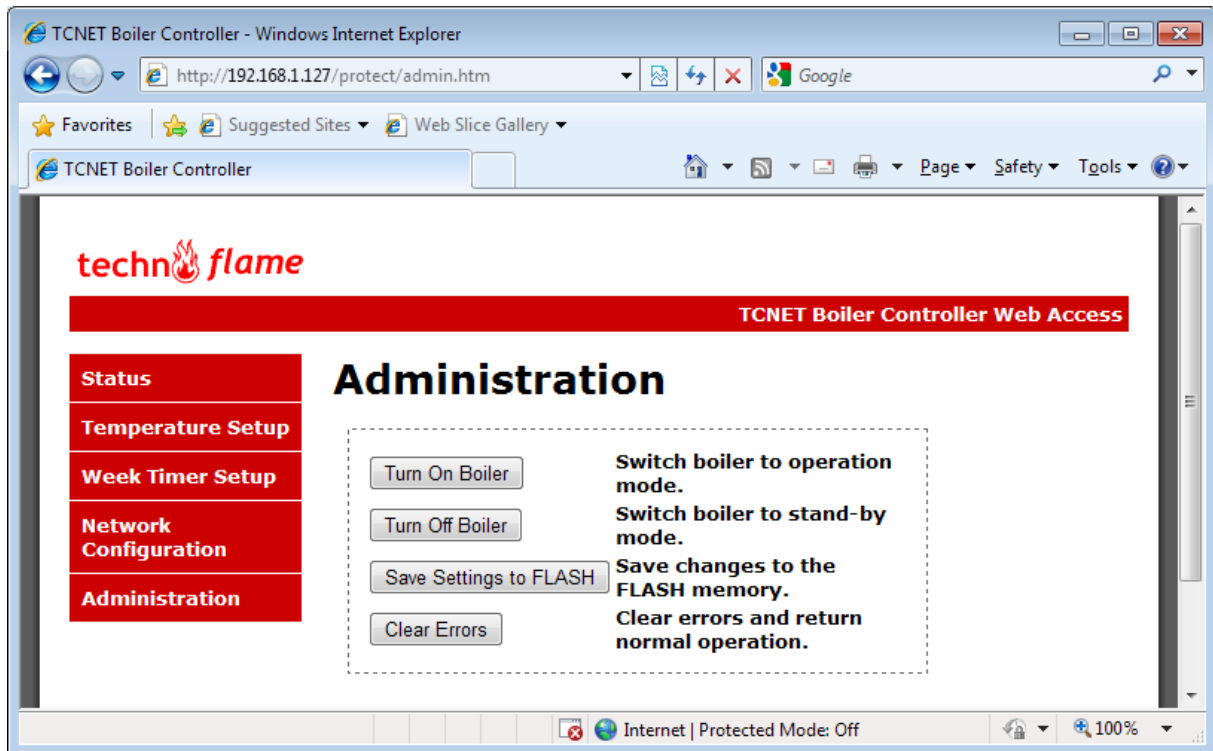 TCNET Boiler Controller - Windows Internet Explorer
http://192.168.1.127/protect/admin.htm
Google
Favorites
Suggested Sites
Web Slice Gallery
TCNET Boiler Controller
Page
Safety
Tools
techn flame
TCNET Boiler Controller Web Access
Status
Temperature Setup
Week Timer Setup
Network
Configuration
Administration
Administration
Turn On Boiler
Switch boiler to operation
mode.
Turn Off Boiler
Switch boiler to stand-by
mode.
Save Settings to FLASH
Save changes to the
FLASH memory.
Clear Errors
Clear errors and return
normal operation.
Internet | Protected Mode: Off
100%